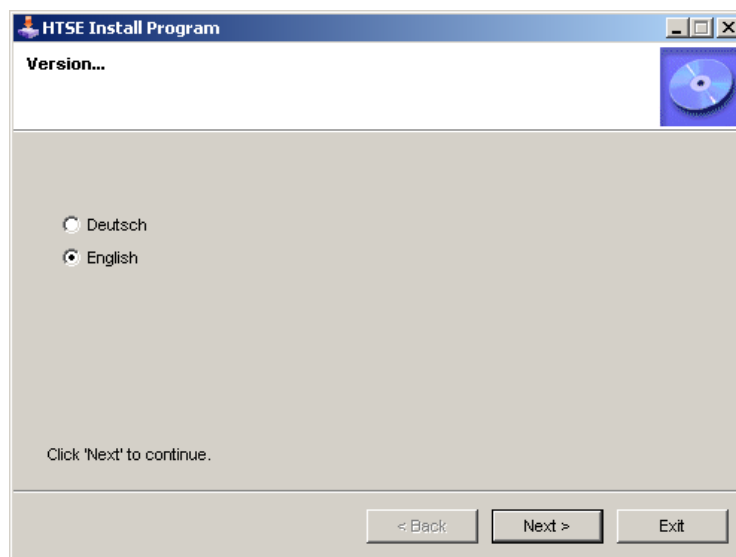 HTSE Install Program
Version...
Deutsch
English
Click 'Next' to continue.
< Back Next > Exit